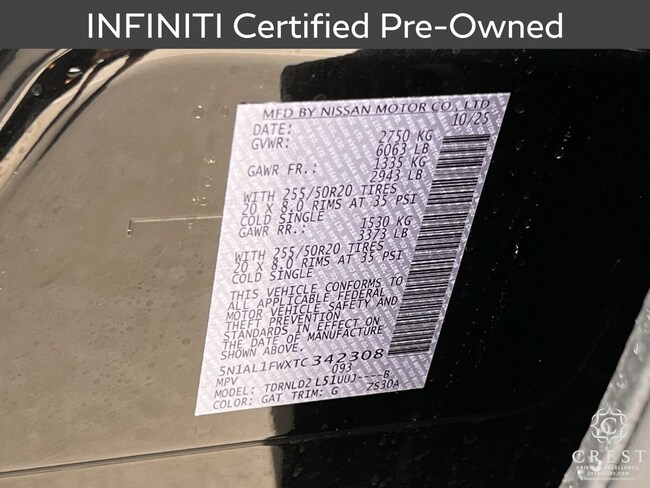 INFINITI Certified Pre-Owned
MFD BY NISSAN MOTOR CO., LTD
DATE: 10/25
GVWR: 2750 KG
6063 LB
GAWR FR.: 1335 KG
2943 LB
WITH 255/50R20 TIRES
20 X 8.0 RIMS AT 35 PSI
COLD SINGLE
GAWR RR.: 1530 KG
3373 LB
WITH 255/50R20 TIRES
20 X 8.0 RIMS AT 35 PSI
COLD SINGLE
THIS VEHICLE CONFORMS TO
ALL APPLICABLE FEDERAL
MOTOR VEHICLE SAFETY AND
THEFT PREVENTION
STANDARDS IN EFFECT ON
THE DATE OF MANUFACTURE
SHOWN ABOVE.
5N1AL1FWXTC342308
MPV 093
MODEL: TDRNLD2 L51UUJ----B
COLOR: GAT TRIM: G ZS30A
CREST